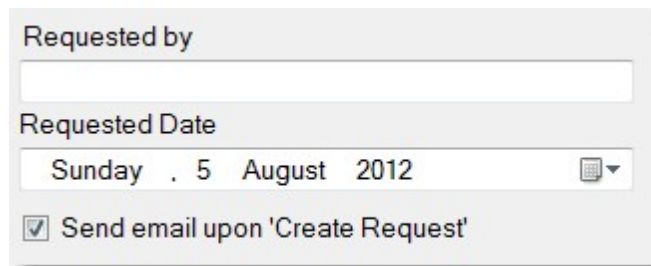 Requested by
Requested Date
Sunday , 5 August 2012
Send email upon 'Create Request'